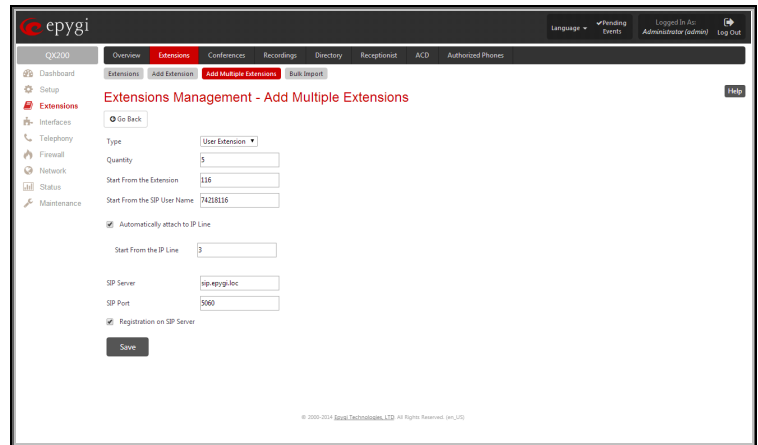 epygi
Language
Pending Events
Logged In As:
Administrator (admin)
Log Out
QX200
Overview Extensions Conferences Recordings Directory Receptionist ACD Authorized Phones
Dashboard
Setup
Extensions
Interfaces
Telephony
Firewall
Network
Status
Maintenance
Extensions Add Extension Add Multiple Extensions Bulk Import
Help
Extensions Management - Add Multiple Extensions
Go Back
Type User Extension
Quantity 5
Start From the Extension 116
Start From the SIP User Name 74218116
Automatically attach to IP Line
Start From the IP Line 3
SIP Server sip.epygi.loc
SIP Port 5060
Registration on SIP Server
Save
© 2003-2014 Epygi Technologies, LTD. All Rights Reserved. (en_US)